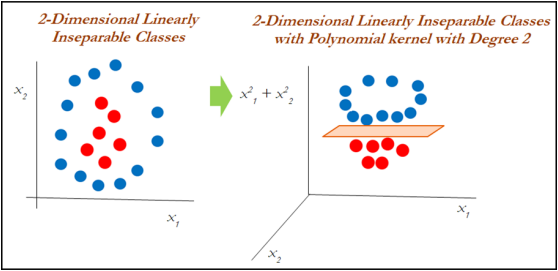 2-Dimensional Linearly
Inseparable Classes
x₂
x₁
2-Dimensional Linearly Inseparable Classes
with Polynomial kernel with Degree 2
x²₁ + x²₂
x₁
x₂